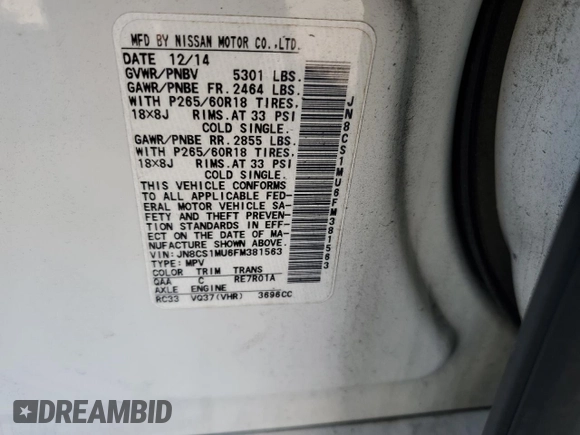 MFD BY NISSAN MOTOR CO.,LTD.
DATE 12/14
GVWR/PNBV 5301 LBS.
GAWR/PNBE FR. 2464 LBS.
WITH P265/60R18 TIRES,
18X8J RIMS.AT 33 PSI
COLD SINGLE.
GAWR/PNBE RR. 2855 LBS.
WITH P265/60R18 TIRES,
18X8J RIMS.AT 33 PSI
COLD SINGLE.
THIS VEHICLE CONFORMS
TO ALL APPLICABLE FED-
ERAL MOTOR VEHICLE SA-
FETY AND THEFT PREVEN-
TION STANDARDS IN EFF-
ECT ON THE DATE OF MA-
NUFACTURE SHOWN ABOVE.
VIN:JN8CS1MU6FM381563
TYPE:MPV
COLOR TRIM TRANS
QAA C RE7R01A
AXLE ENGINE
RC33 VQ37(VHR) 3696CC
JN8CS1MU6FM381563
DREAMBID